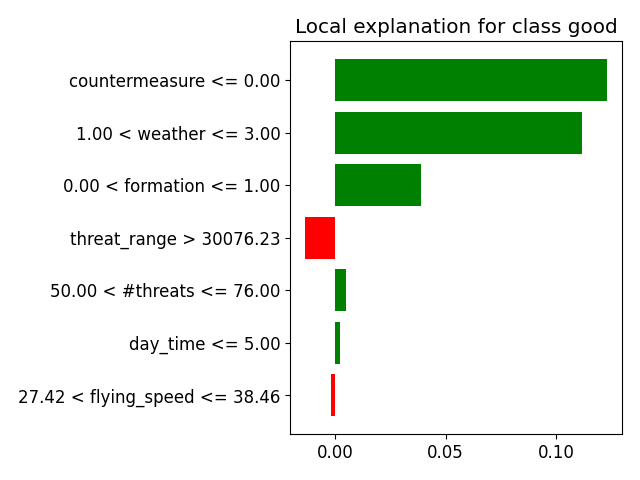 Local explanation for class good
countermeasure <= 0.00
1.00 < weather <= 3.00
0.00 < formation <= 1.00
threat_range > 30076.23
50.00 < #threats <= 76.00
day_time <= 5.00
27.42 < flying_speed <= 38.46
0.00 0.05 0.10